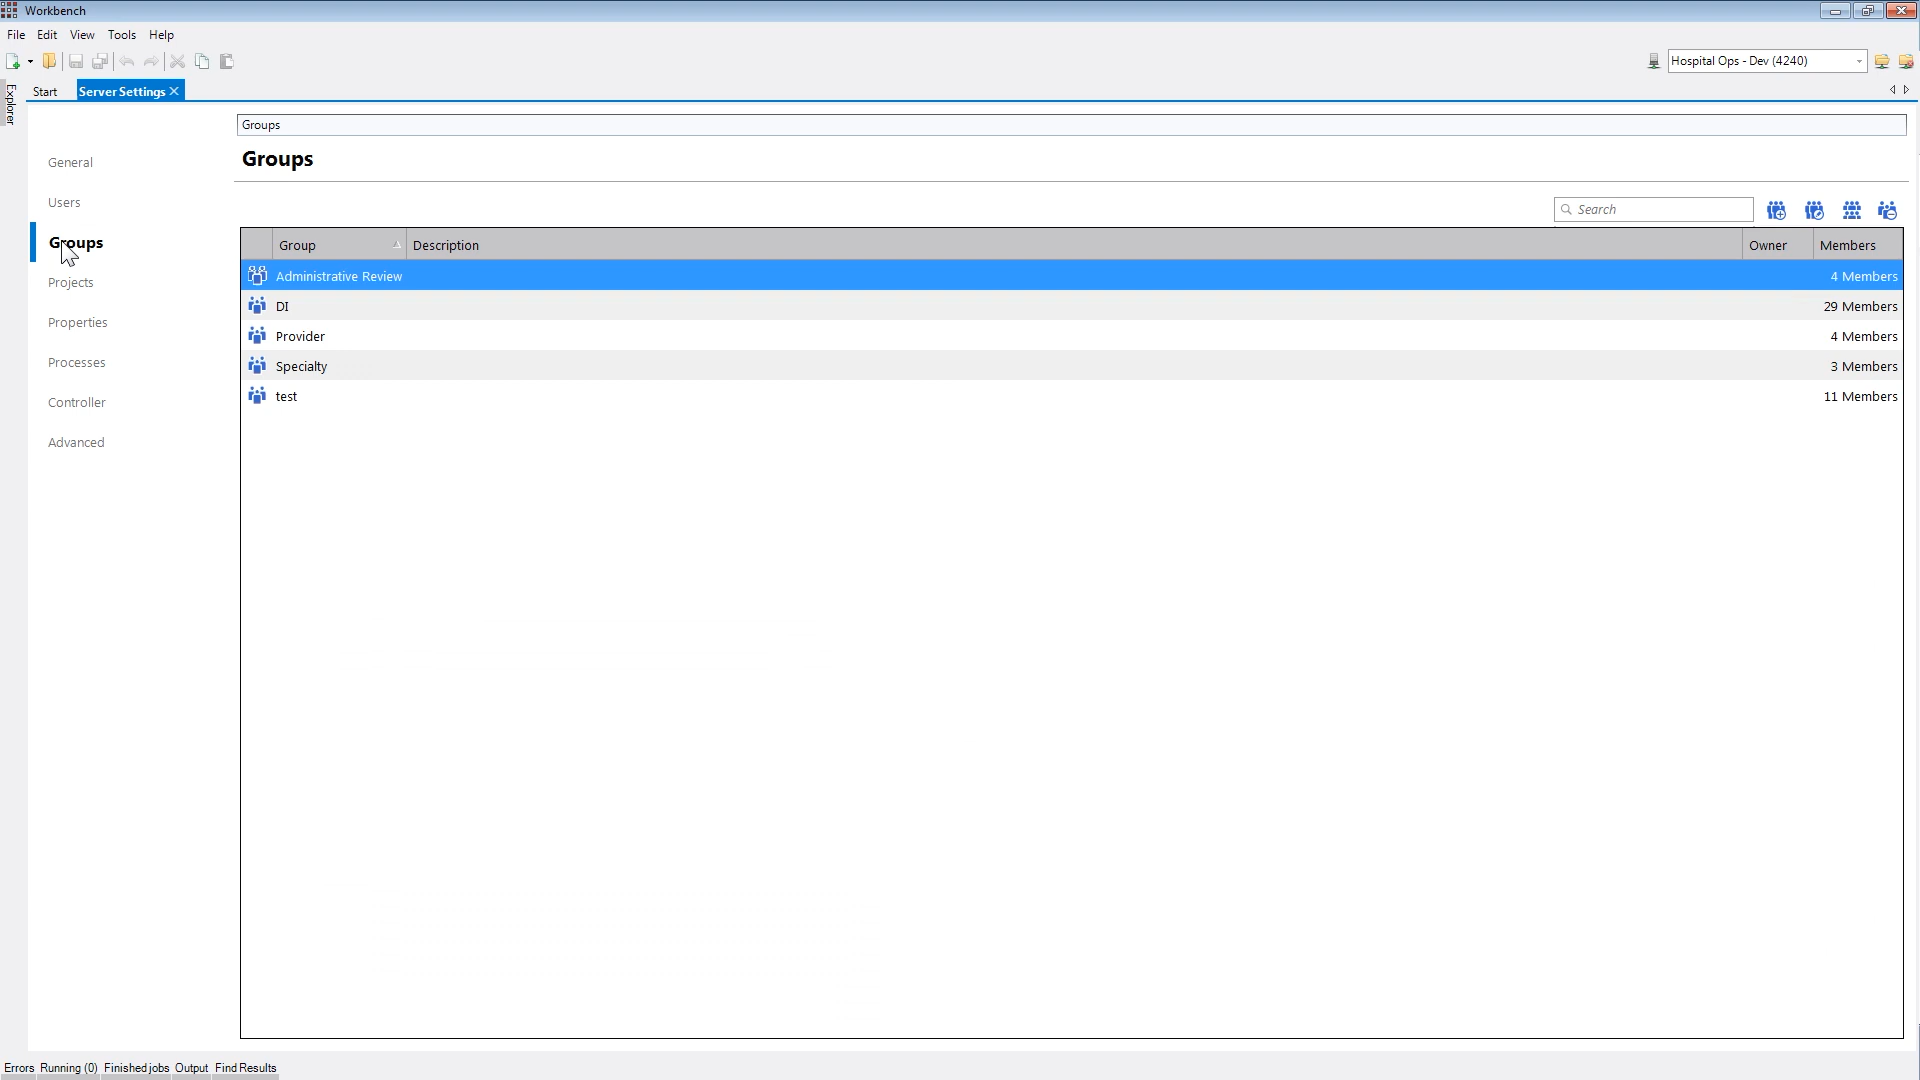 Workbench
File Edit View Tools Help
Hospital Ops - Dev (4240)
Start Server Settings
Explorer
Groups
Groups
General
Users
Groups
Projects
Properties
Processes
Controller
Advanced
Search
Group Description Owner Members
Administrative Review 4 Members
DI 29 Members
Provider 4 Members
Specialty 3 Members
test 11 Members
Errors Running (0) Finished jobs Output Find Results